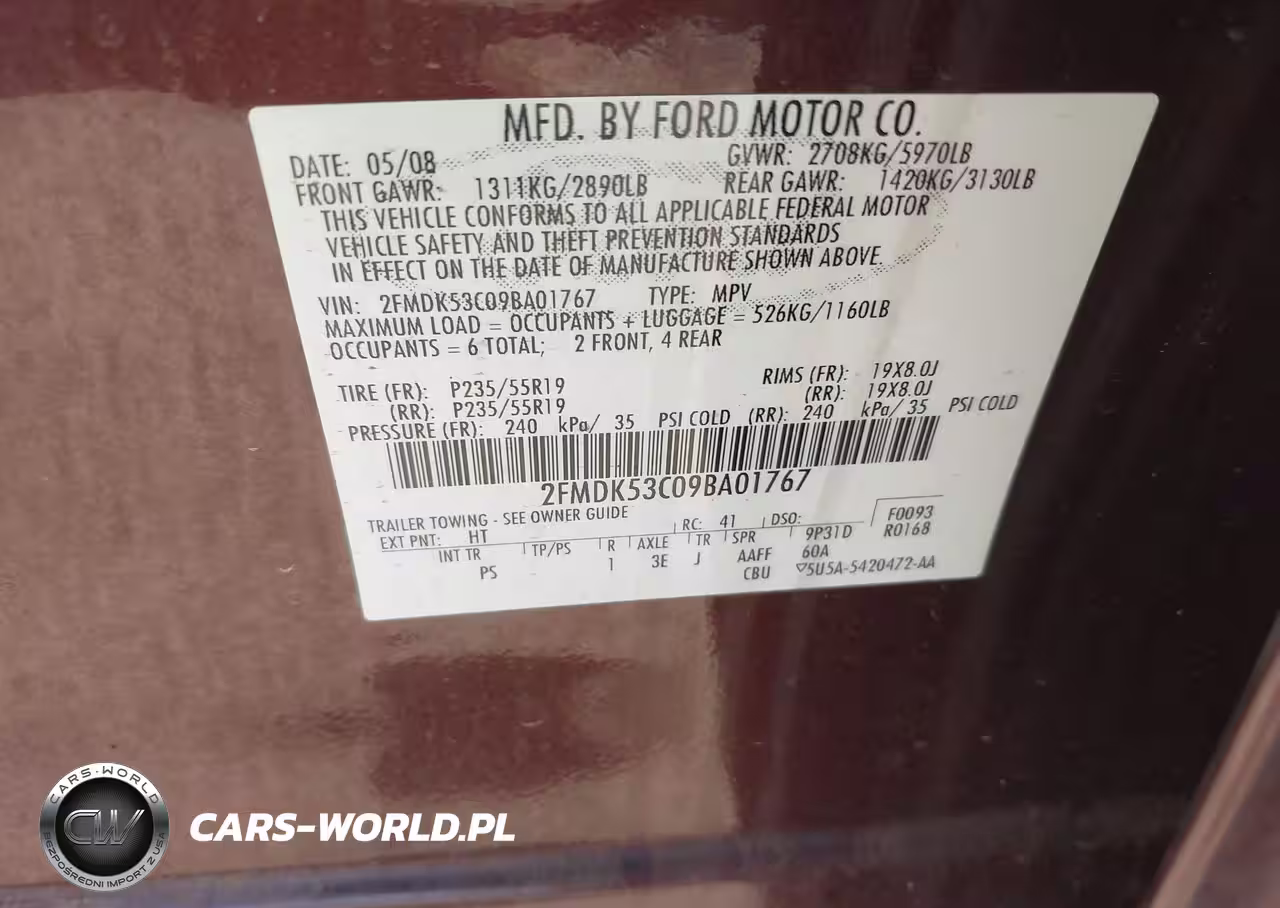 MFD. BY FORD MOTOR CO.
DATE: 05/08 GVWR: 2708KG/5970LB
FRONT GAWR: 1311KG/2890LB REAR GAWR: 1420KG/3130LB
THIS VEHICLE CONFORMS TO ALL APPLICABLE FEDERAL MOTOR
VEHICLE SAFETY AND THEFT PREVENTION STANDARDS
IN EFFECT ON THE DATE OF MANUFACTURE SHOWN ABOVE.
VIN: 2FMDK53C09BA01767 TYPE: MPV
MAXIMUM LOAD = OCCUPANTS + LUGGAGE = 526KG/1160LB
OCCUPANTS = 6 TOTAL; 2 FRONT, 4 REAR
TIRE (FR): P235/55R19 RIMS (FR): 19X8.0J
(RR): P235/55R19 (RR): 19X8.0J
PRESSURE (FR): 240 kPa/ 35 PSI COLD (RR): 240 kPa/ 35 PSI COLD
2FMDK53C09BA01767
TRAILER TOWING - SEE OWNER GUIDE
EXT PNT: HT RC: 41 DSO: F0093
R0168
INT TR TP/PS R AXLE TR SPR 9P31D
PS 1 3E J AAFF 60A
CBU ▽5U5A-5420472-AA
CARS-WORLD
CW
BEZPOŚREDNI IMPORT Z USA
CARS-WORLD.PL